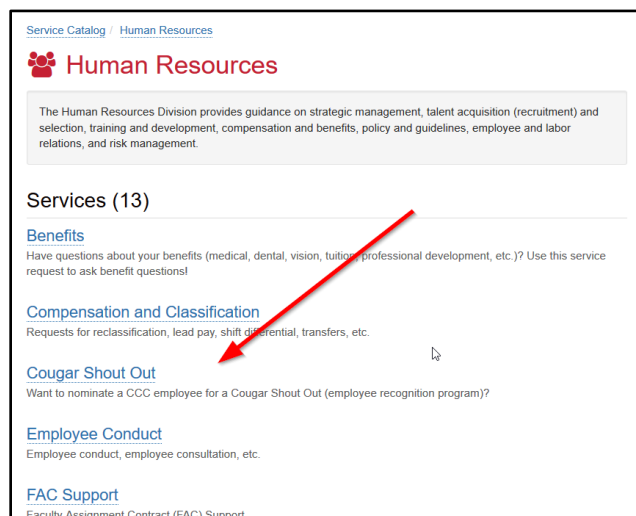 Service Catalog / Human Resources
Human Resources
The Human Resources Division provides guidance on strategic management, talent acquisition (recruitment) and
selection, training and development, compensation and benefits, policy and guidelines, employee and labor
relations, and risk management.
Services (13)
Benefits
Have questions about your benefits (medical, dental, vision, tuition, professional development, etc.)? Use this service
request to ask benefit questions!
Compensation and Classification
Requests for reclassification, lead pay, shift differential, transfers, etc.
Cougar Shout Out
Want to nominate a CCC employee for a Cougar Shout Out (employee recognition program)?
Employee Conduct
Employee conduct, employee consultation, etc.
FAC Support
Faculty Assignment Contract (FAC) Support